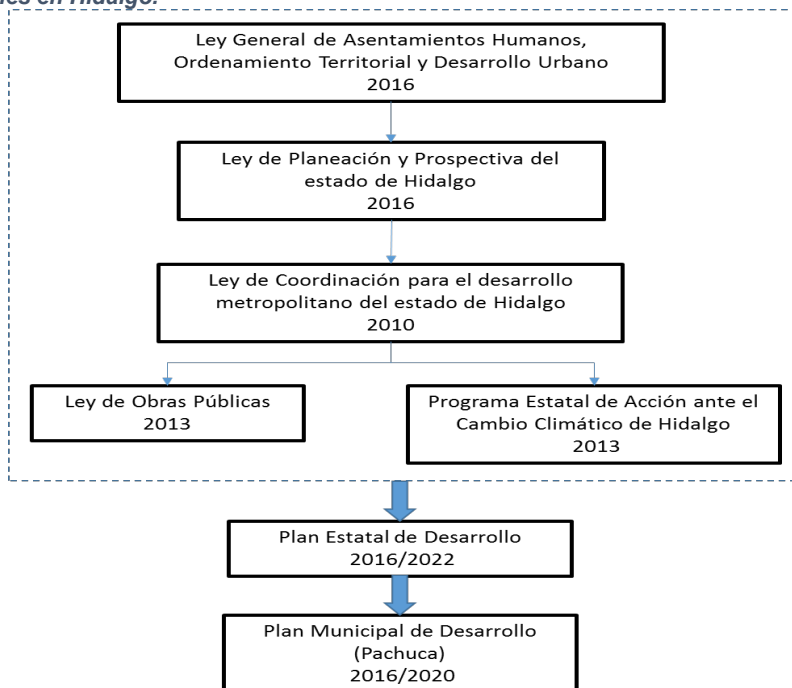 en Hidalgo.
Ley General de Asentamientos Humanos,
Ordenamiento Territorial y Desarrollo Urbano
2016
Ley de Planeación y Prospectiva del
estado de Hidalgo
2016
Ley de Coordinación para el desarrollo
metropolitano del estado de Hidalgo
2010
Ley de Obras Públicas
2013
Programa Estatal de Acción ante el
Cambio Climático de Hidalgo
2013
Plan Estatal de Desarrollo
2016/2022
Plan Municipal de Desarrollo
(Pachuca)
2016/2020